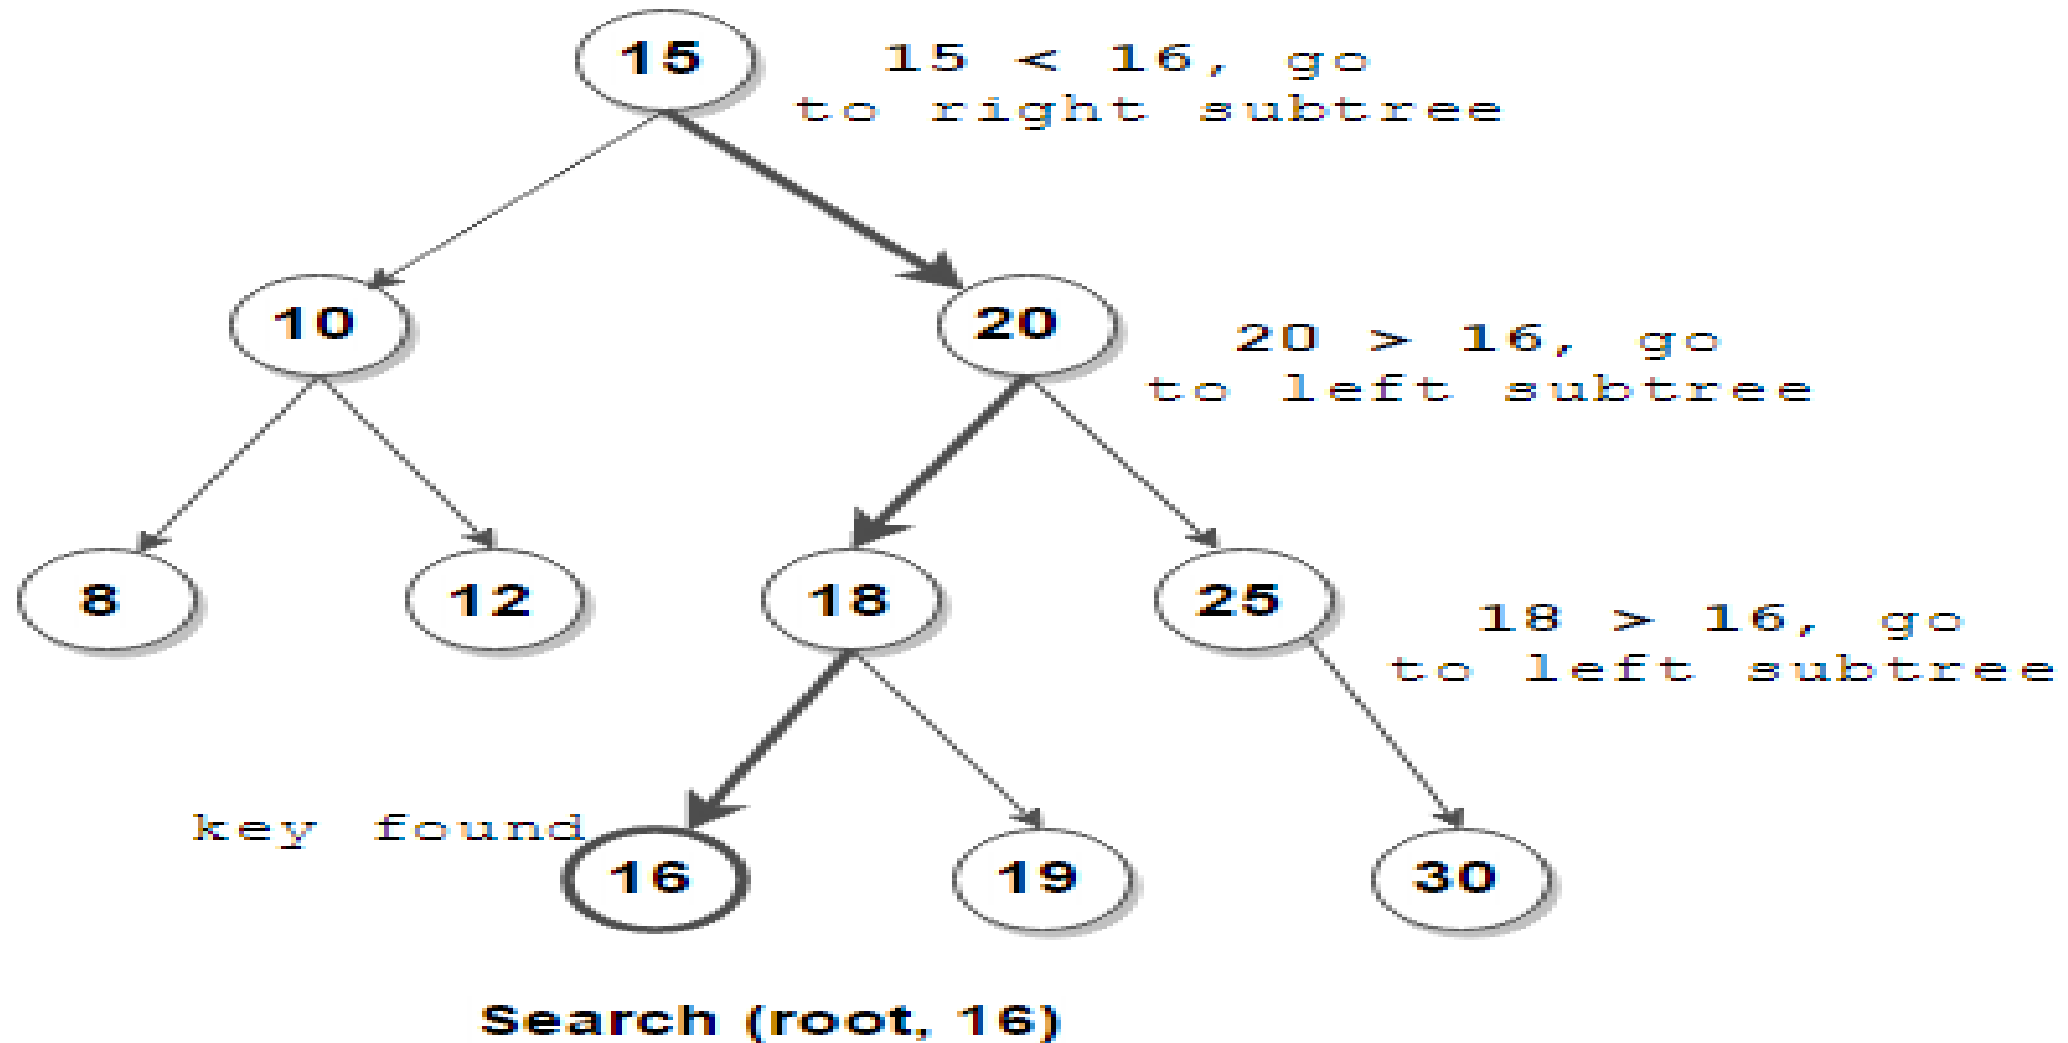 15
15 < 16, go
to right subtree
10
20
20 > 16, go
to left subtree
8
12
18
25
18 > 16, go
to left subtree
key found
16
19
30
Search (root, 16)